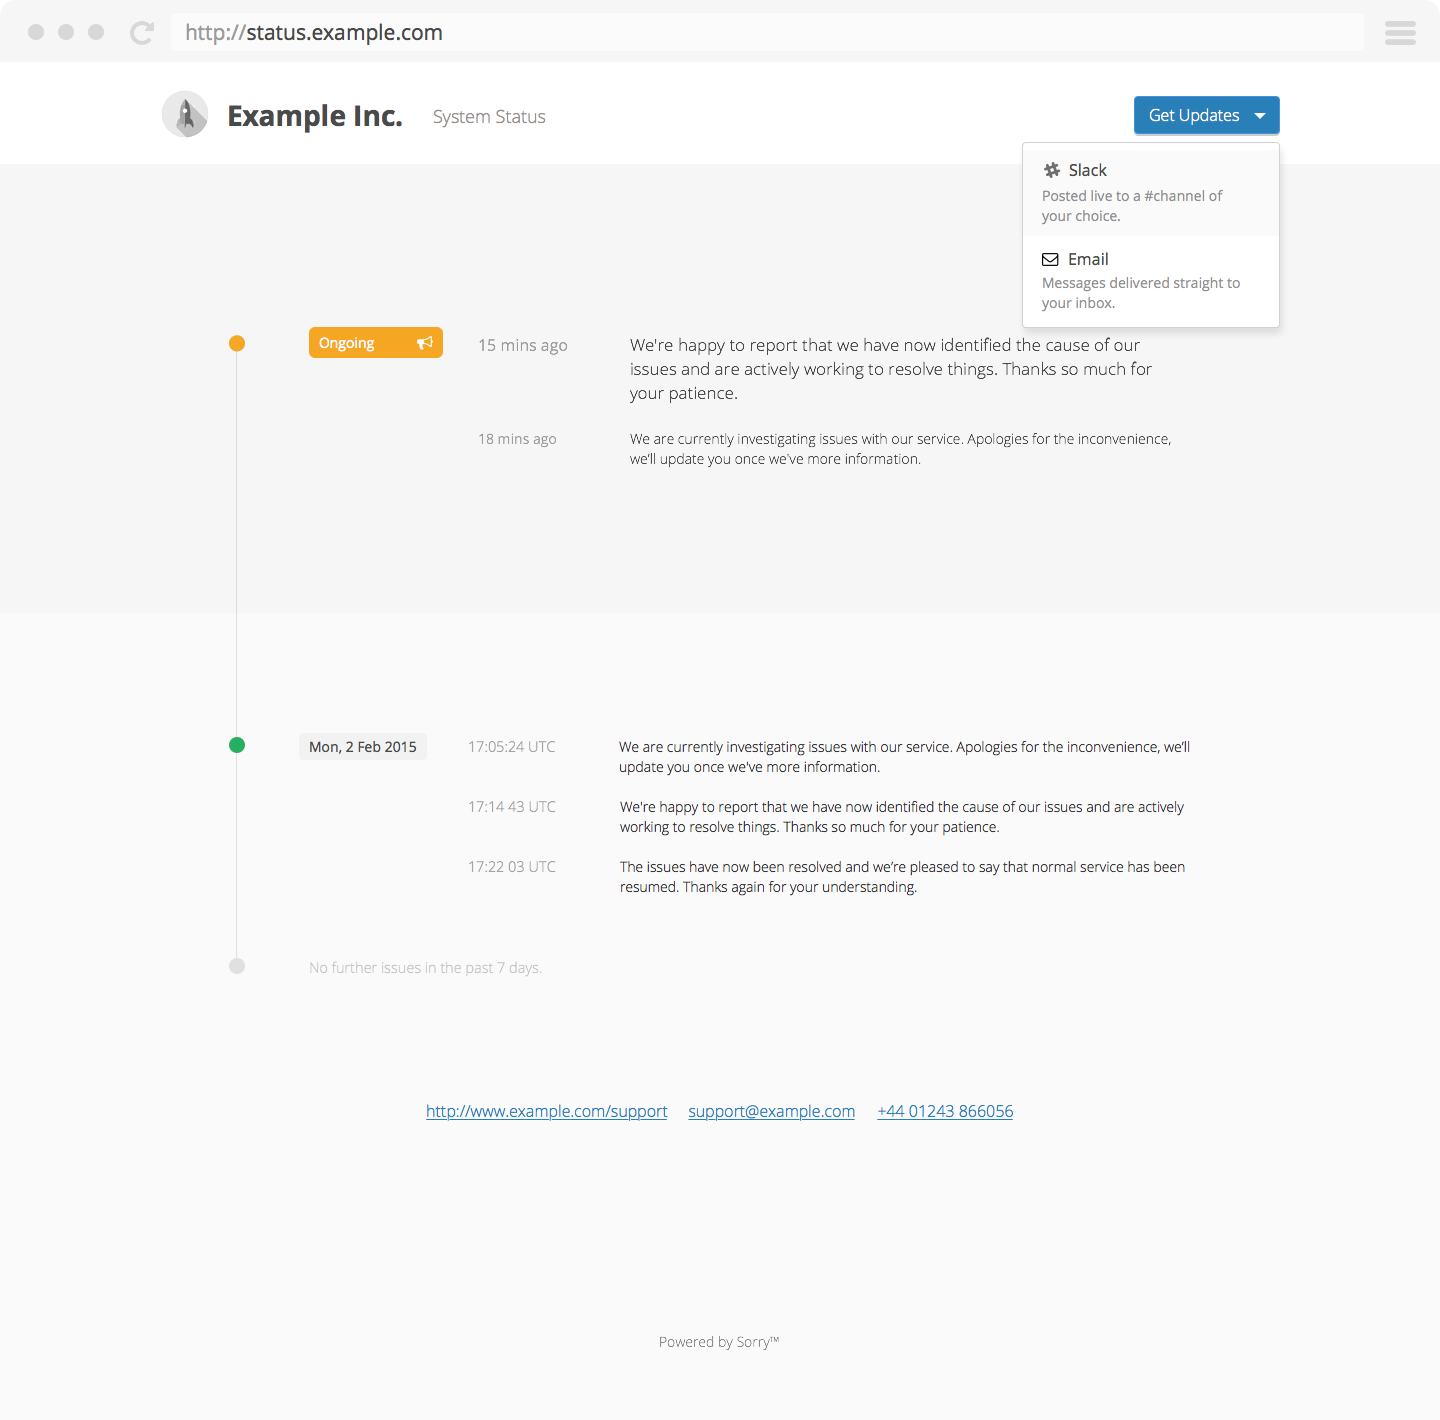 http://status.example.com
Example Inc. System Status
Get Updates
Slack
Posted live to a #channel of
your choice.
Email
Messages delivered straight to
your inbox.
Ongoing
15 mins ago
We're happy to report that we have now identified the cause of our
issues and are actively working to resolve things. Thanks so much for
your patience.
18 mins ago
We are currently investigating issues with our service. Apologies for the inconvenience,
we'll update you once we've more information.
Mon, 2 Feb 2015
17:05:24 UTC
We are currently investigating issues with our service. Apologies for the inconvenience, we'll
update you once we've more information.
17:14 43 UTC
We're happy to report that we have now identified the cause of our issues and are actively
working to resolve things. Thanks so much for your patience.
17:22 03 UTC
The issues have now been resolved and we’re pleased to say that normal service has been
resumed. Thanks again for your understanding.
No further issues in the past 7 days.
http://www.example.com/support support@example.com +44 01243 866056
Powered by Sorry™